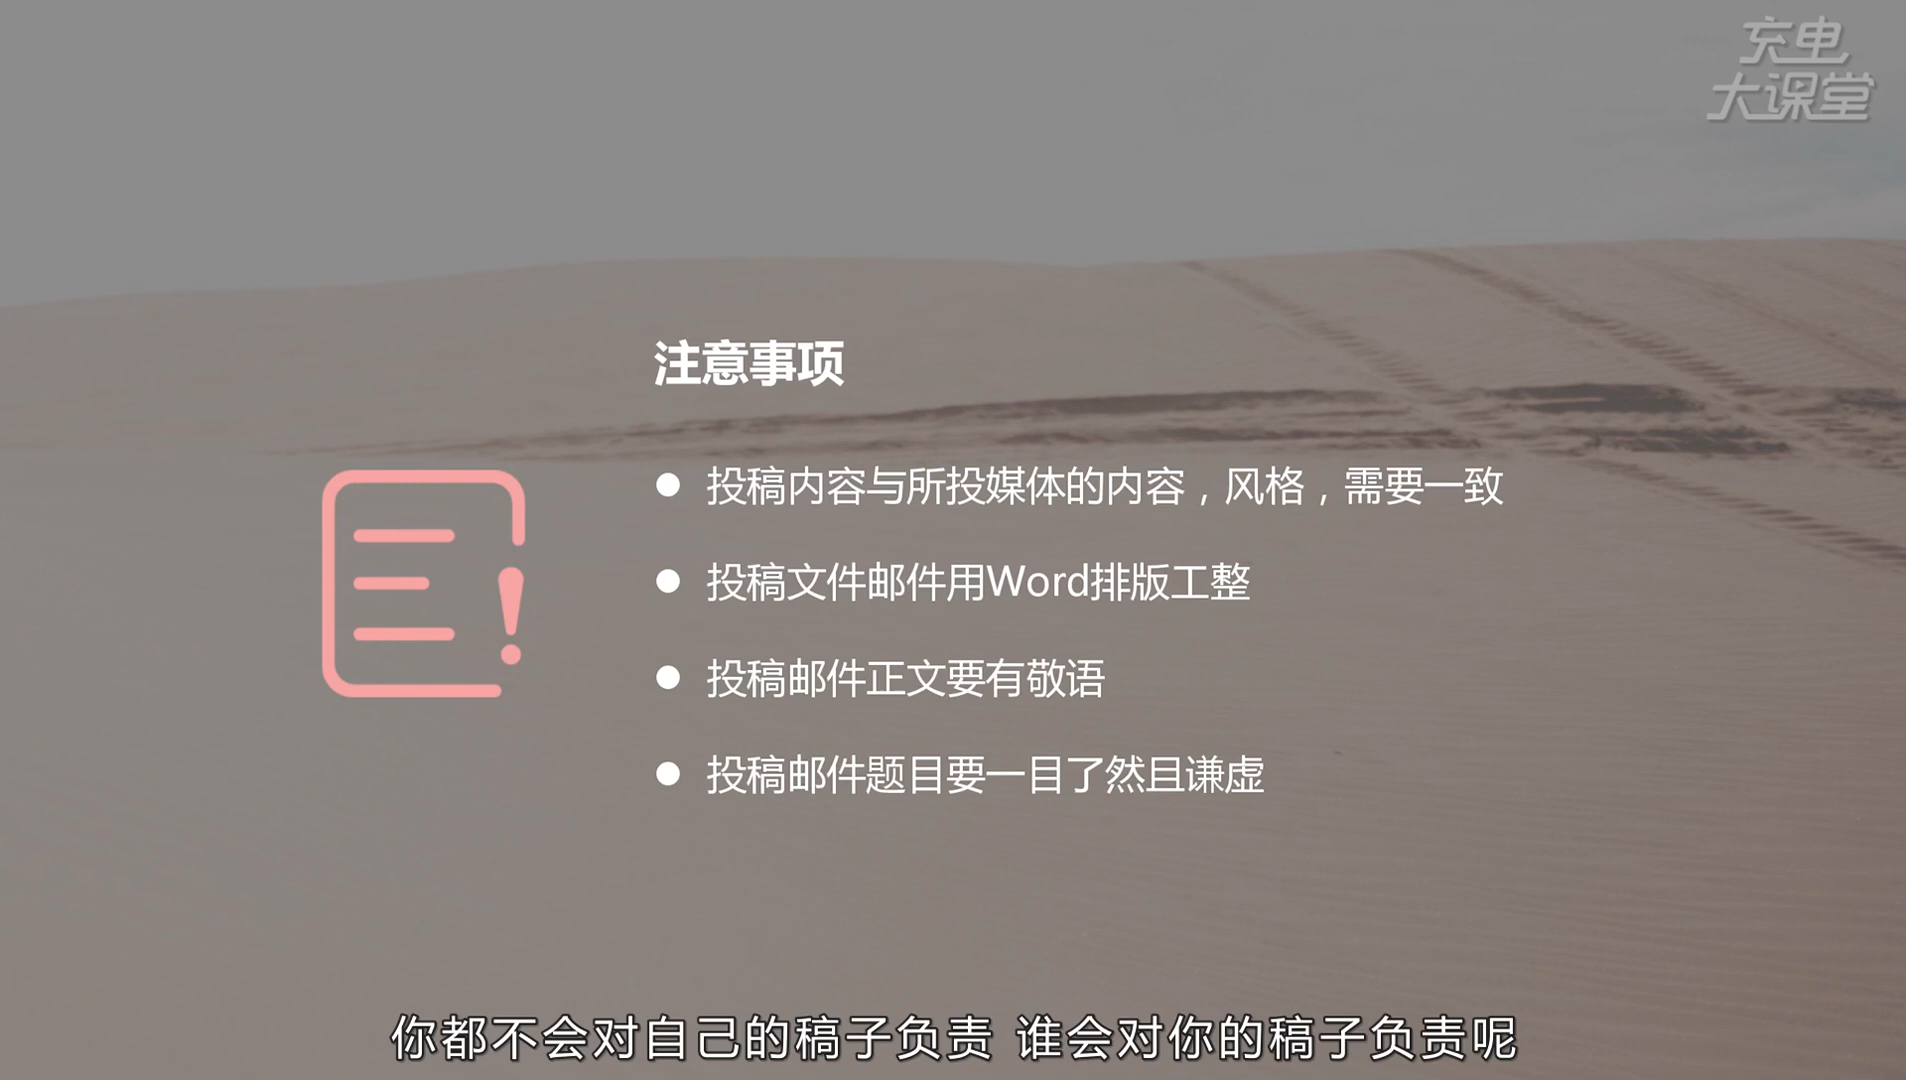 充电
大课堂
注意事项
投稿内容与所投媒体的内容，风格，需要一致
投稿文件邮件用Word排版工整
投稿邮件正文要有敬语
投稿邮件题目要一目了然且谦虚
你都不会对自己的稿子负责 谁会对你的稿子负责呢